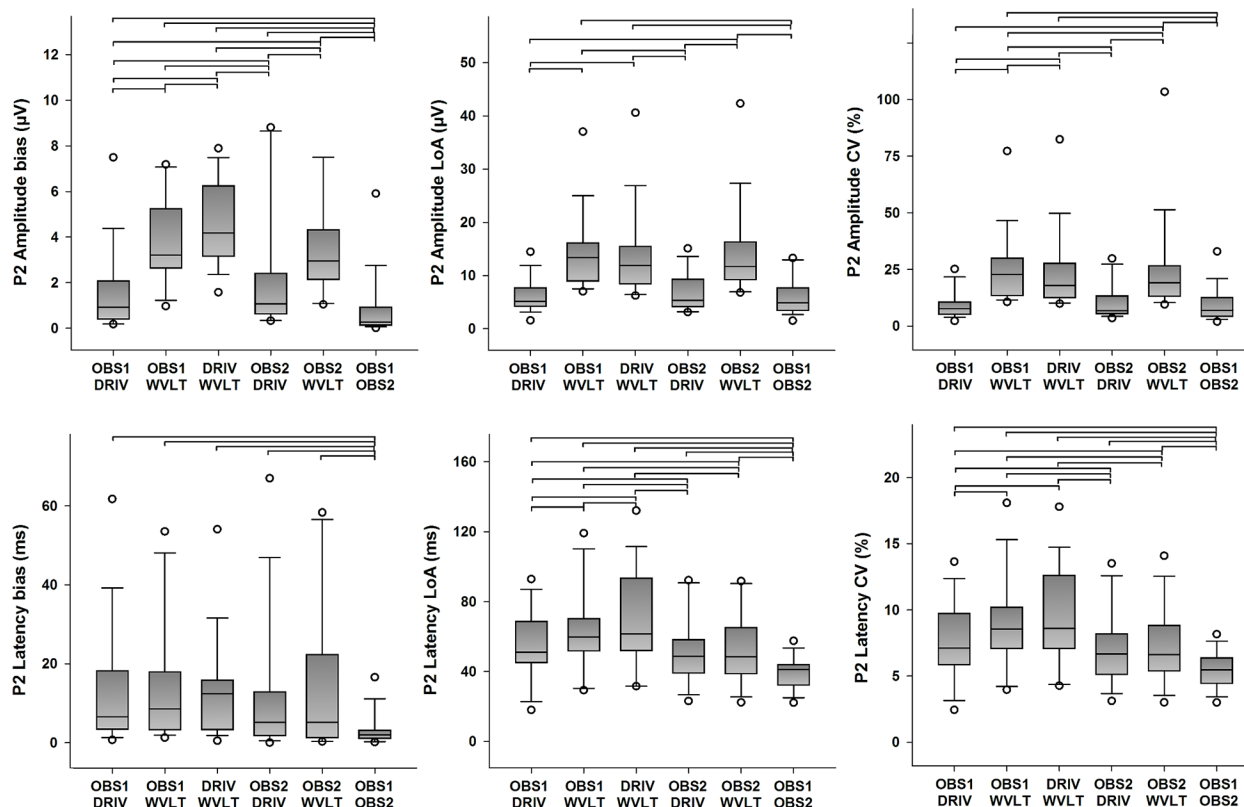 P2 Amplitude bias (µV)
12
10
8
6
4
2
0
OBS1 OBS1 DRIV OBS2 OBS2 OBS1
DRIV WVLT WVLT DRIV WVLT OBS2
P2 Amplitude LoA (µV)
50
40
30
20
10
0
OBS1 OBS1 DRIV OBS2 OBS2 OBS1
DRIV WVLT WVLT DRIV WVLT OBS2
P2 Amplitude CV (%)
100
75
50
25
0
OBS1 OBS1 DRIV OBS2 OBS2 OBS1
DRIV WVLT WVLT DRIV WVLT OBS2
P2 Latency bias (ms)
60
40
20
0
OBS1 OBS1 DRIV OBS2 OBS2 OBS1
DRIV WVLT WVLT DRIV WVLT OBS2
P2 Latency LoA (ms)
160
120
80
40
0
OBS1 OBS1 DRIV OBS2 OBS2 OBS1
DRIV WVLT WVLT DRIV WVLT OBS2
P2 Latency CV (%)
20
15
10
5
0
OBS1 OBS1 DRIV OBS2 OBS2 OBS1
DRIV WVLT WVLT DRIV WVLT OBS2